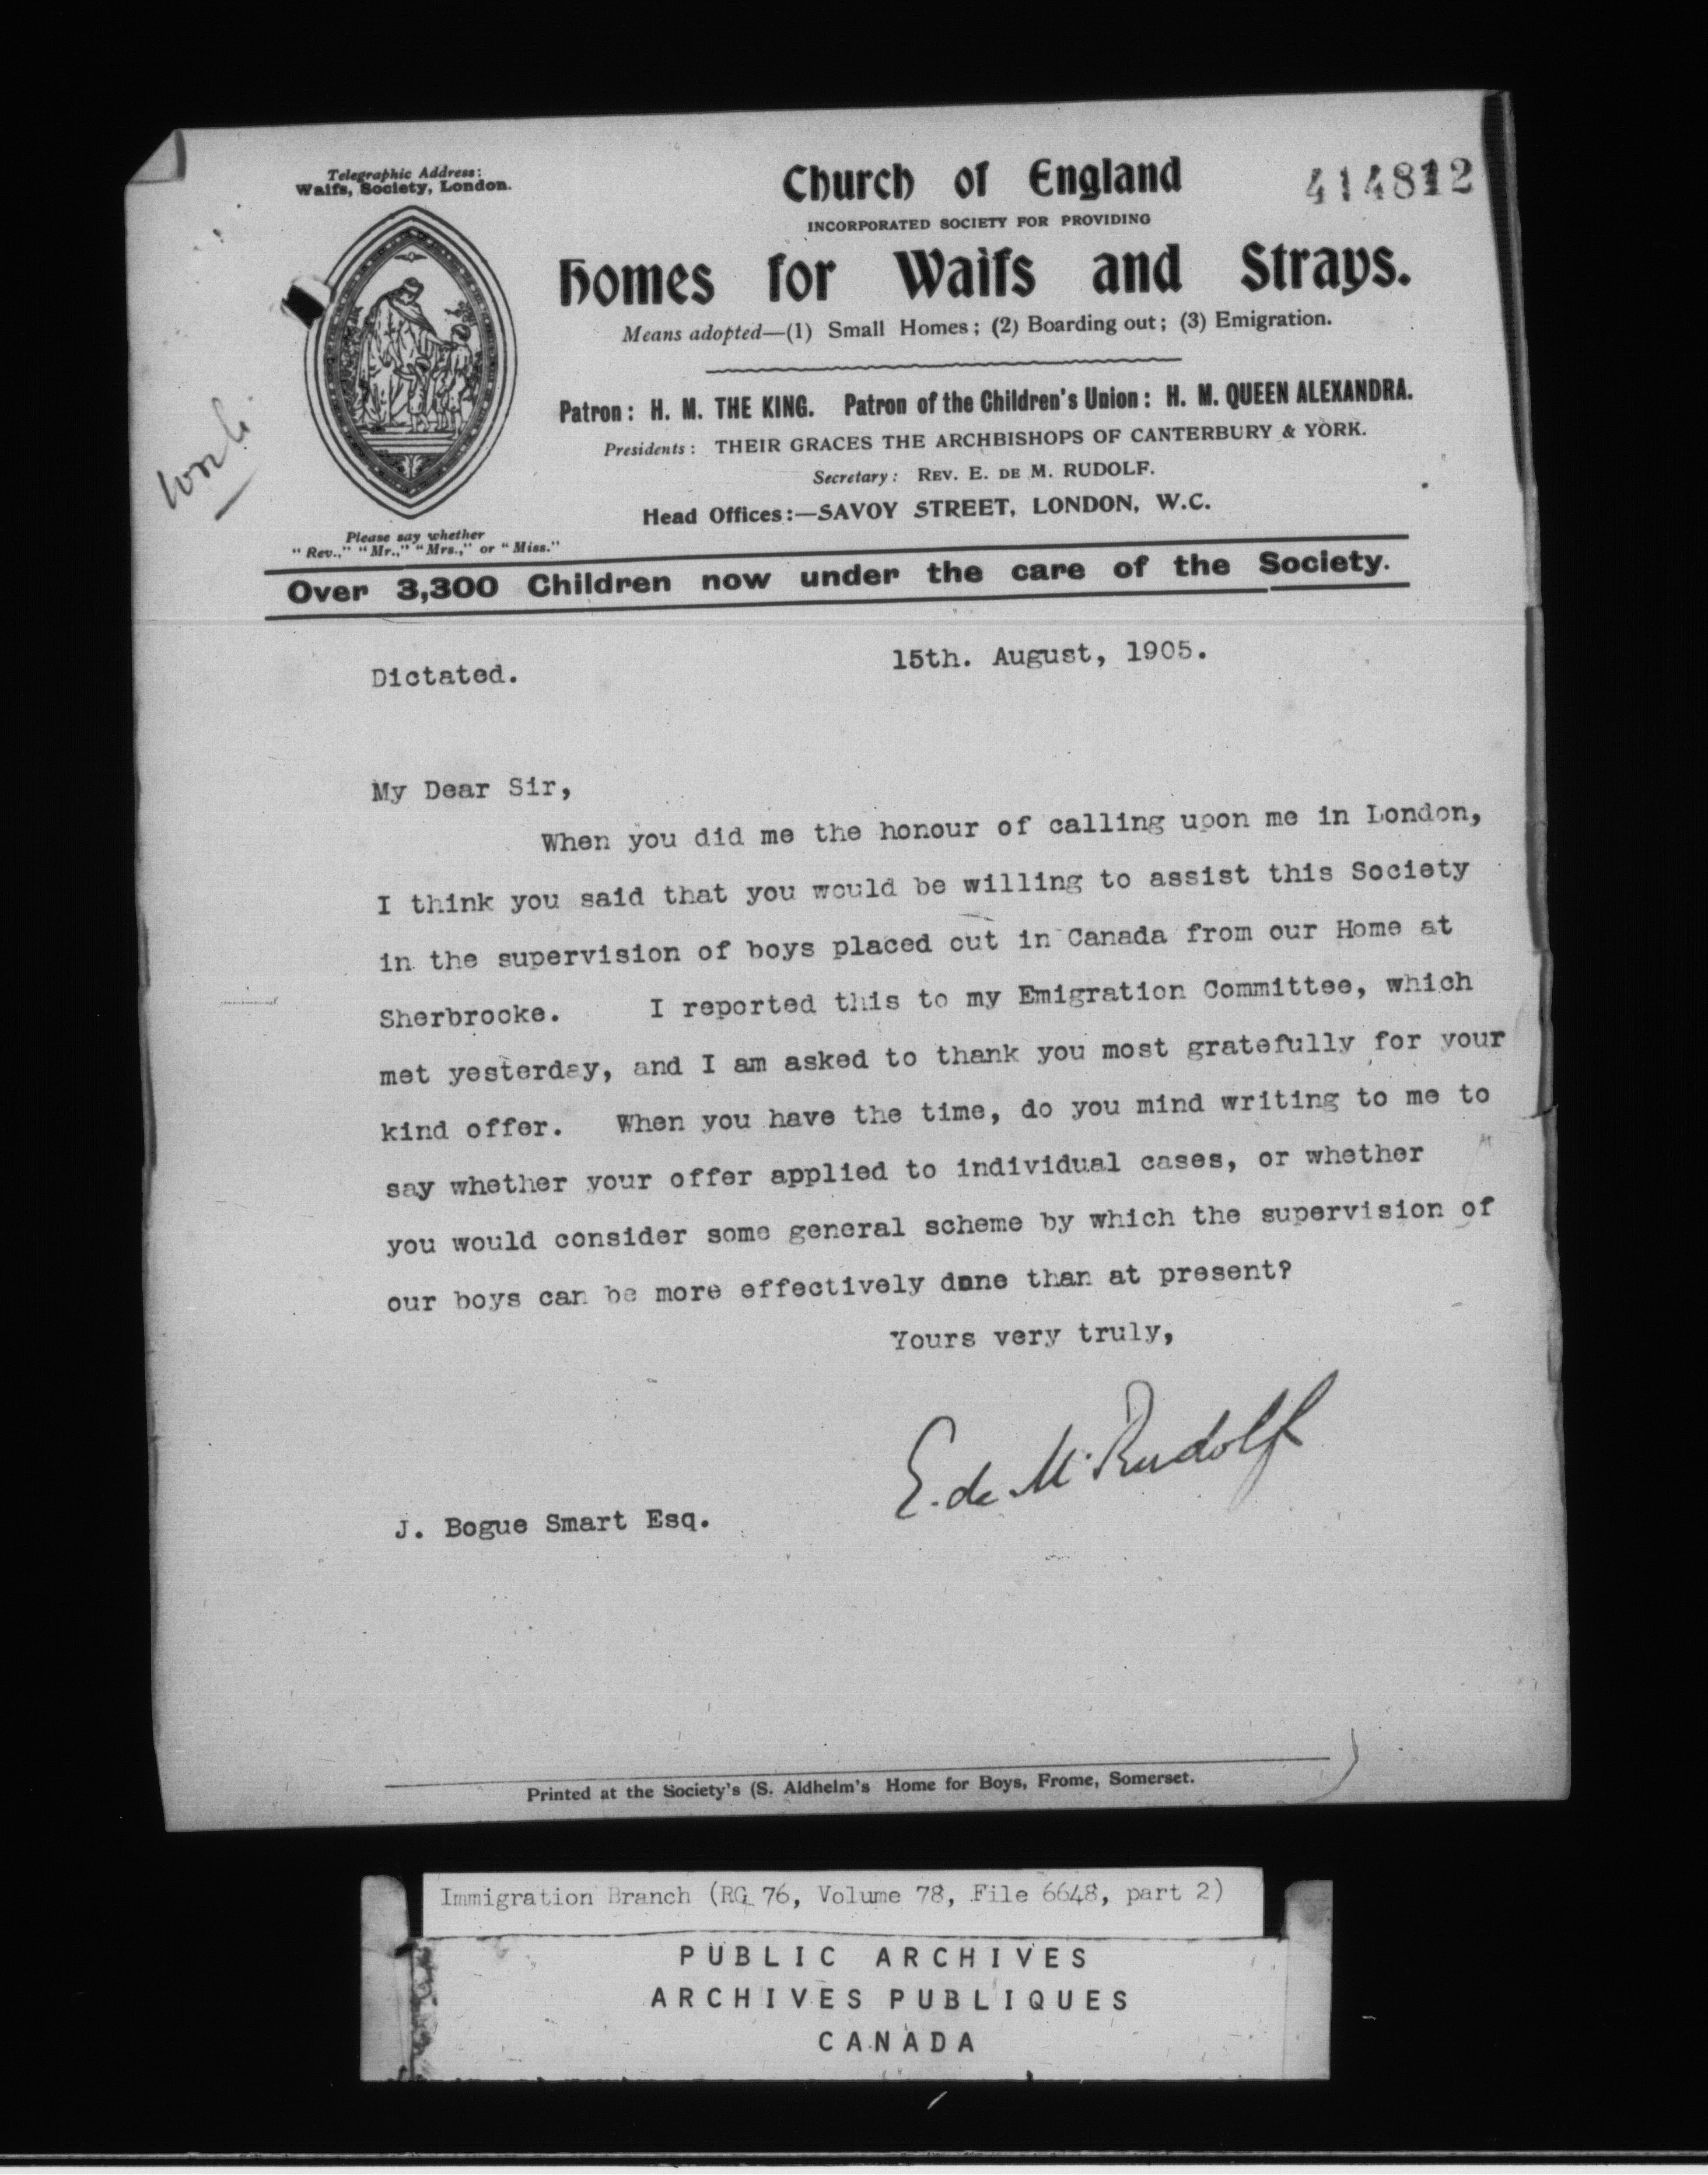 Telegraphic Address:
Waifs, Society, London.
Church of England
414812
INCORPORATED SOCIETY FOR PROVIDING
Homes for Waifs and Strays.
Means adopted—(1) Small Homes; (2) Boarding out; (3) Emigration.
Patron: H. M. THE KING. Patron of the Children's Union: H. M. QUEEN ALEXANDRA.
Presidents: THEIR GRACES THE ARCHBISHOPS OF CANTERBURY & YORK.
Secretary: REV. E. DE M. RUDOLF.
Head Offices:—SAVOY STREET, LONDON, W.C.
Please say whether
"Rev.," "Mr.," "Mrs.," or "Miss."
Over 3,300 Children now under the care of the Society.
15th. August, 1905.
Dictated.
My Dear Sir,
When you did me the honour of calling upon me in London,
I think you said that you would be willing to assist this Society
in the supervision of boys placed out in Canada from our Home at
Sherbrooke. I reported this to my Emigration Committee, which
met yesterday, and I am asked to thank you most gratefully for your
kind offer. When you have the time, do you mind writing to me to
say whether your offer applied to individual cases, or whether
you would consider some general scheme by which the supervision of
our boys can be more effectively done than at present?
Yours very truly,
E. de M. Rudolf
J. Bogue Smart Esq.
Printed at the Society's (S. Aldhelm's Home for Boys, Frome, Somerset.
Immigration Branch (RG 76, Volume 78, File 6648, part 2)
PUBLIC ARCHIVES
ARCHIVES PUBLIQUES
CANADA